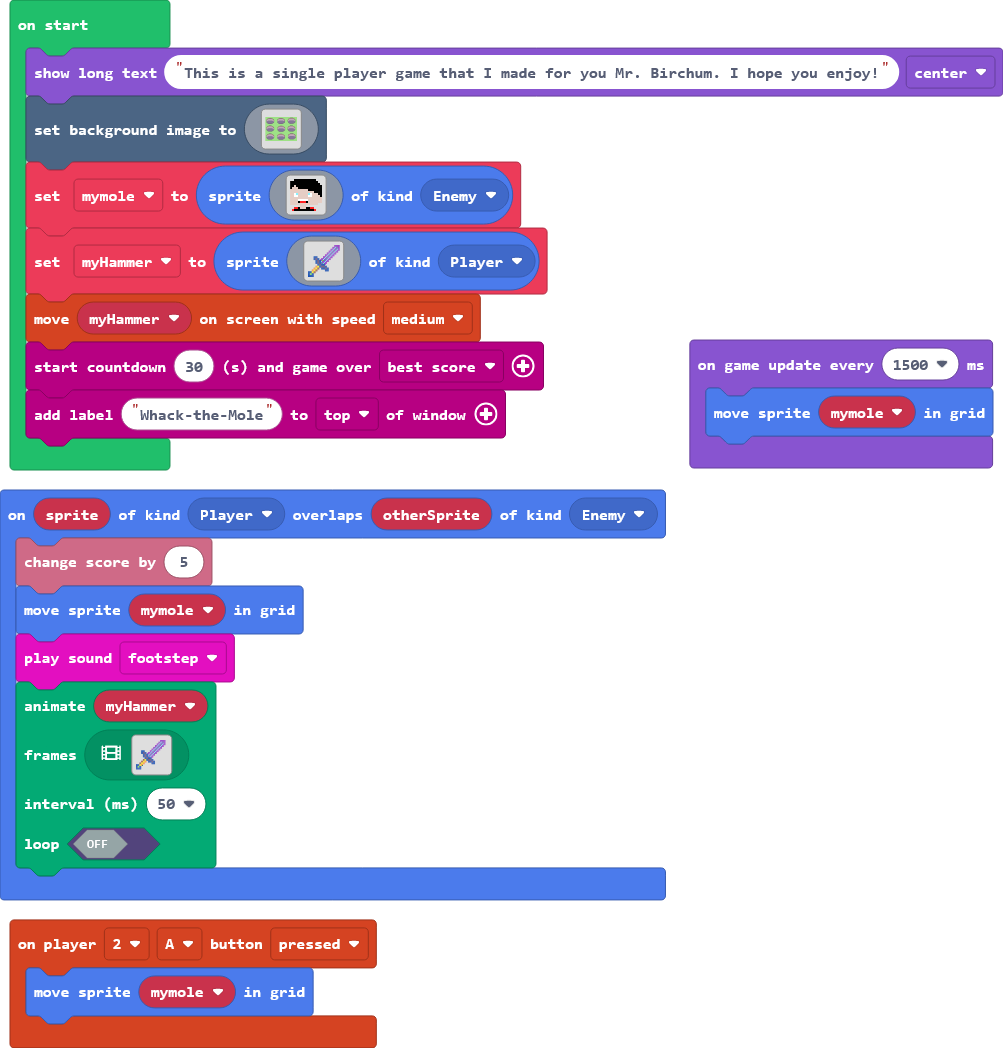 on start
show long text "This is a single player game that I made for you Mr. Birchum. I hope you enjoy!" center
set background image to
set mymole to sprite of kind Enemy
set myHammer to sprite of kind Player
move myHammer on screen with speed medium
start countdown 30 (s) and game over best score
add label "Whack-the-Mole" to top of window
on game update every 1500 ms
move sprite mymole in grid
on sprite of kind Player overlaps otherSprite of kind Enemy
change score by 5
move sprite mymole in grid
play sound footstep
animate myHammer
frames
interval (ms) 50
loop OFF
on player 2 A button pressed
move sprite mymole in grid